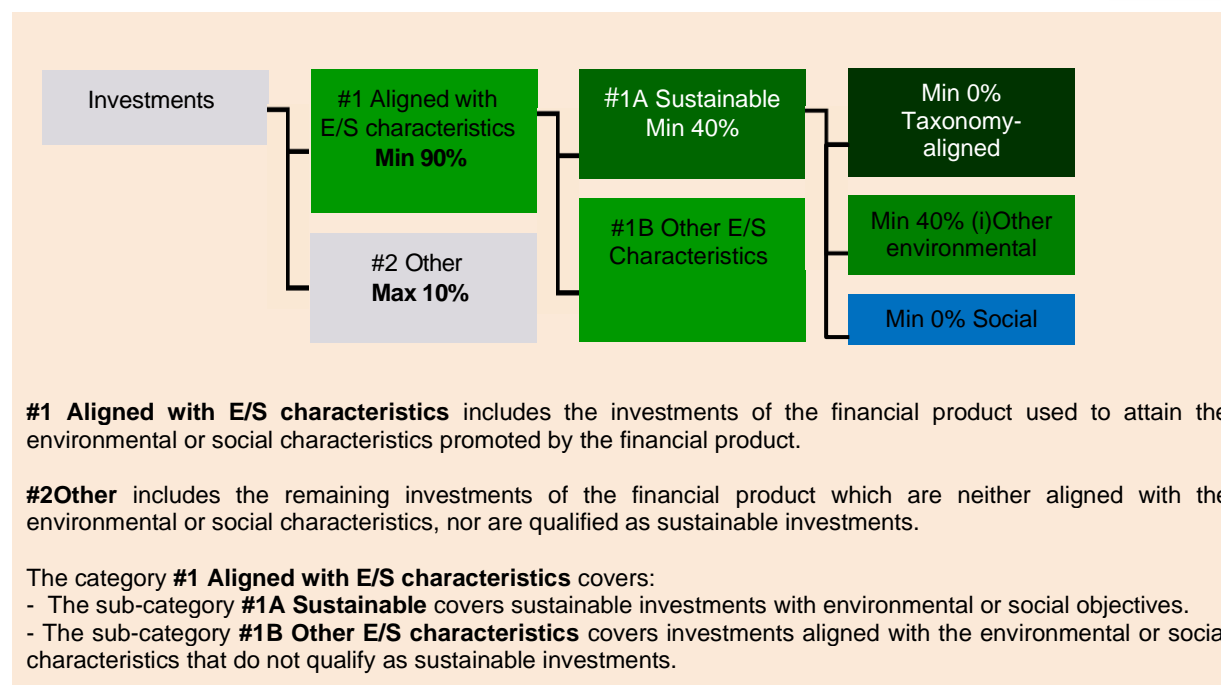 Investments
#1 Aligned with
E/S characteristics
Min 90%
#2 Other
Max 10%
#1A Sustainable
Min 40%
#1B Other E/S
Characteristics
Min 0%
Taxonomy-
aligned
Min 40% (i)Other
environmental
Min 0% Social
#1 Aligned with E/S characteristics includes the investments of the financial product used to attain the
environmental or social characteristics promoted by the financial product.
#2Other includes the remaining investments of the financial product which are neither aligned with the
environmental or social characteristics, nor are qualified as sustainable investments.
The category #1 Aligned with E/S characteristics covers:
- The sub-category #1A Sustainable covers sustainable investments with environmental or social objectives.
- The sub-category #1B Other E/S characteristics covers investments aligned with the environmental or social
characteristics that do not qualify as sustainable investments.